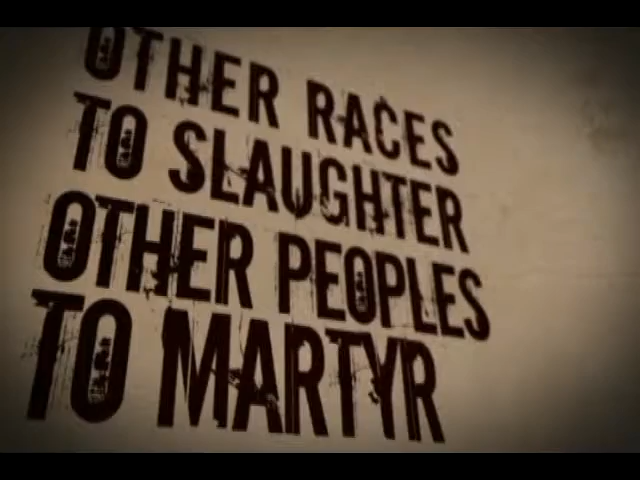 OTHER RACES
TO SLAUGHTER
OTHER PEOPLES
TO MARTYR